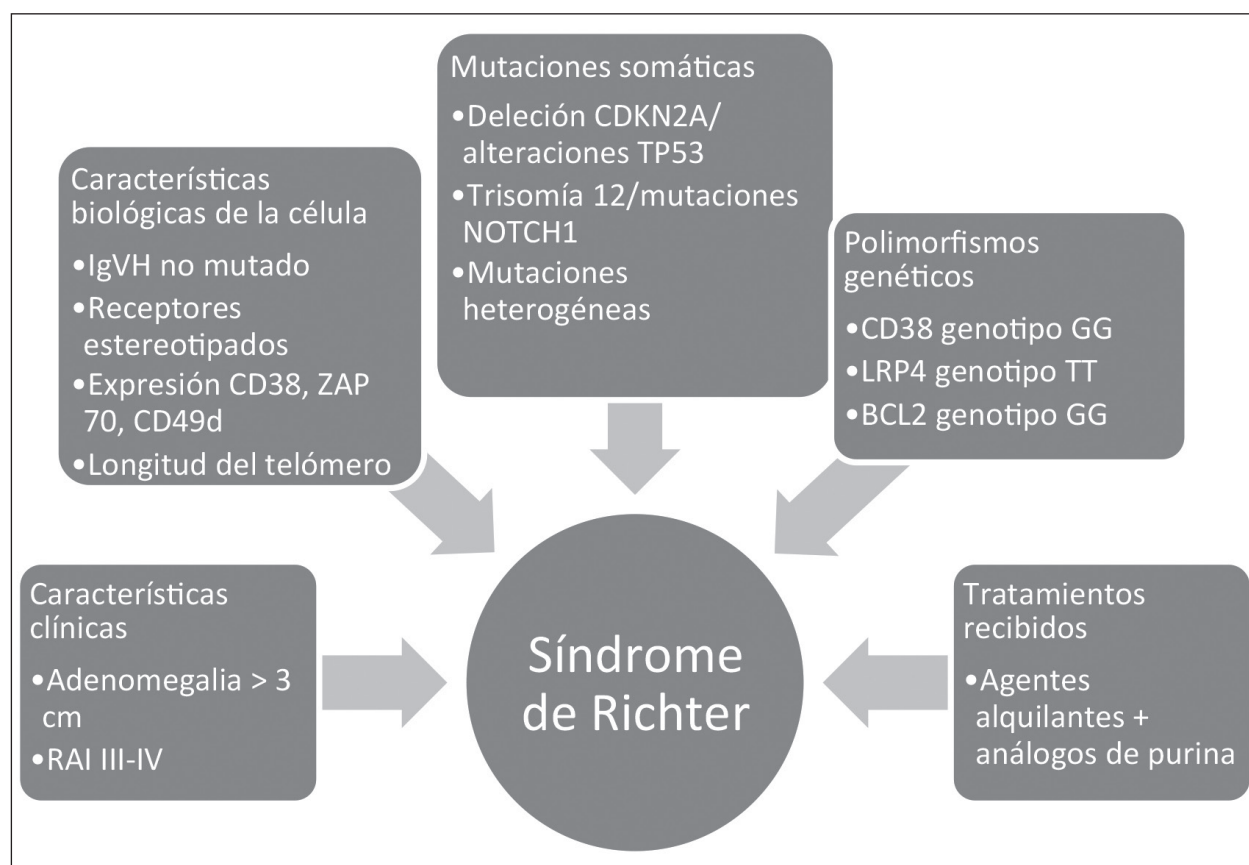 Mutaciones somáticas
•Deleción CDKN2A/
alteraciones TP53
•Trisomía 12/mutaciones
NOTCH1
•Mutaciones
heterogéneas
Características
biológicas de la célula
•IgVH no mutado
•Receptores
estereotipados
•Expresión CD38, ZAP
70, CD49d
•Longitud del telómero
Polimorfismos
genéticos
•CD38 genotipo GG
•LRP4 genotipo TT
•BCL2 genotipo GG
Características
clínicas
•Adenomegalia > 3
cm
•RAI III-IV
Síndrome
de Richter
Tratamientos
recibidos
•Agentes
alquilantes +
análogos de purina